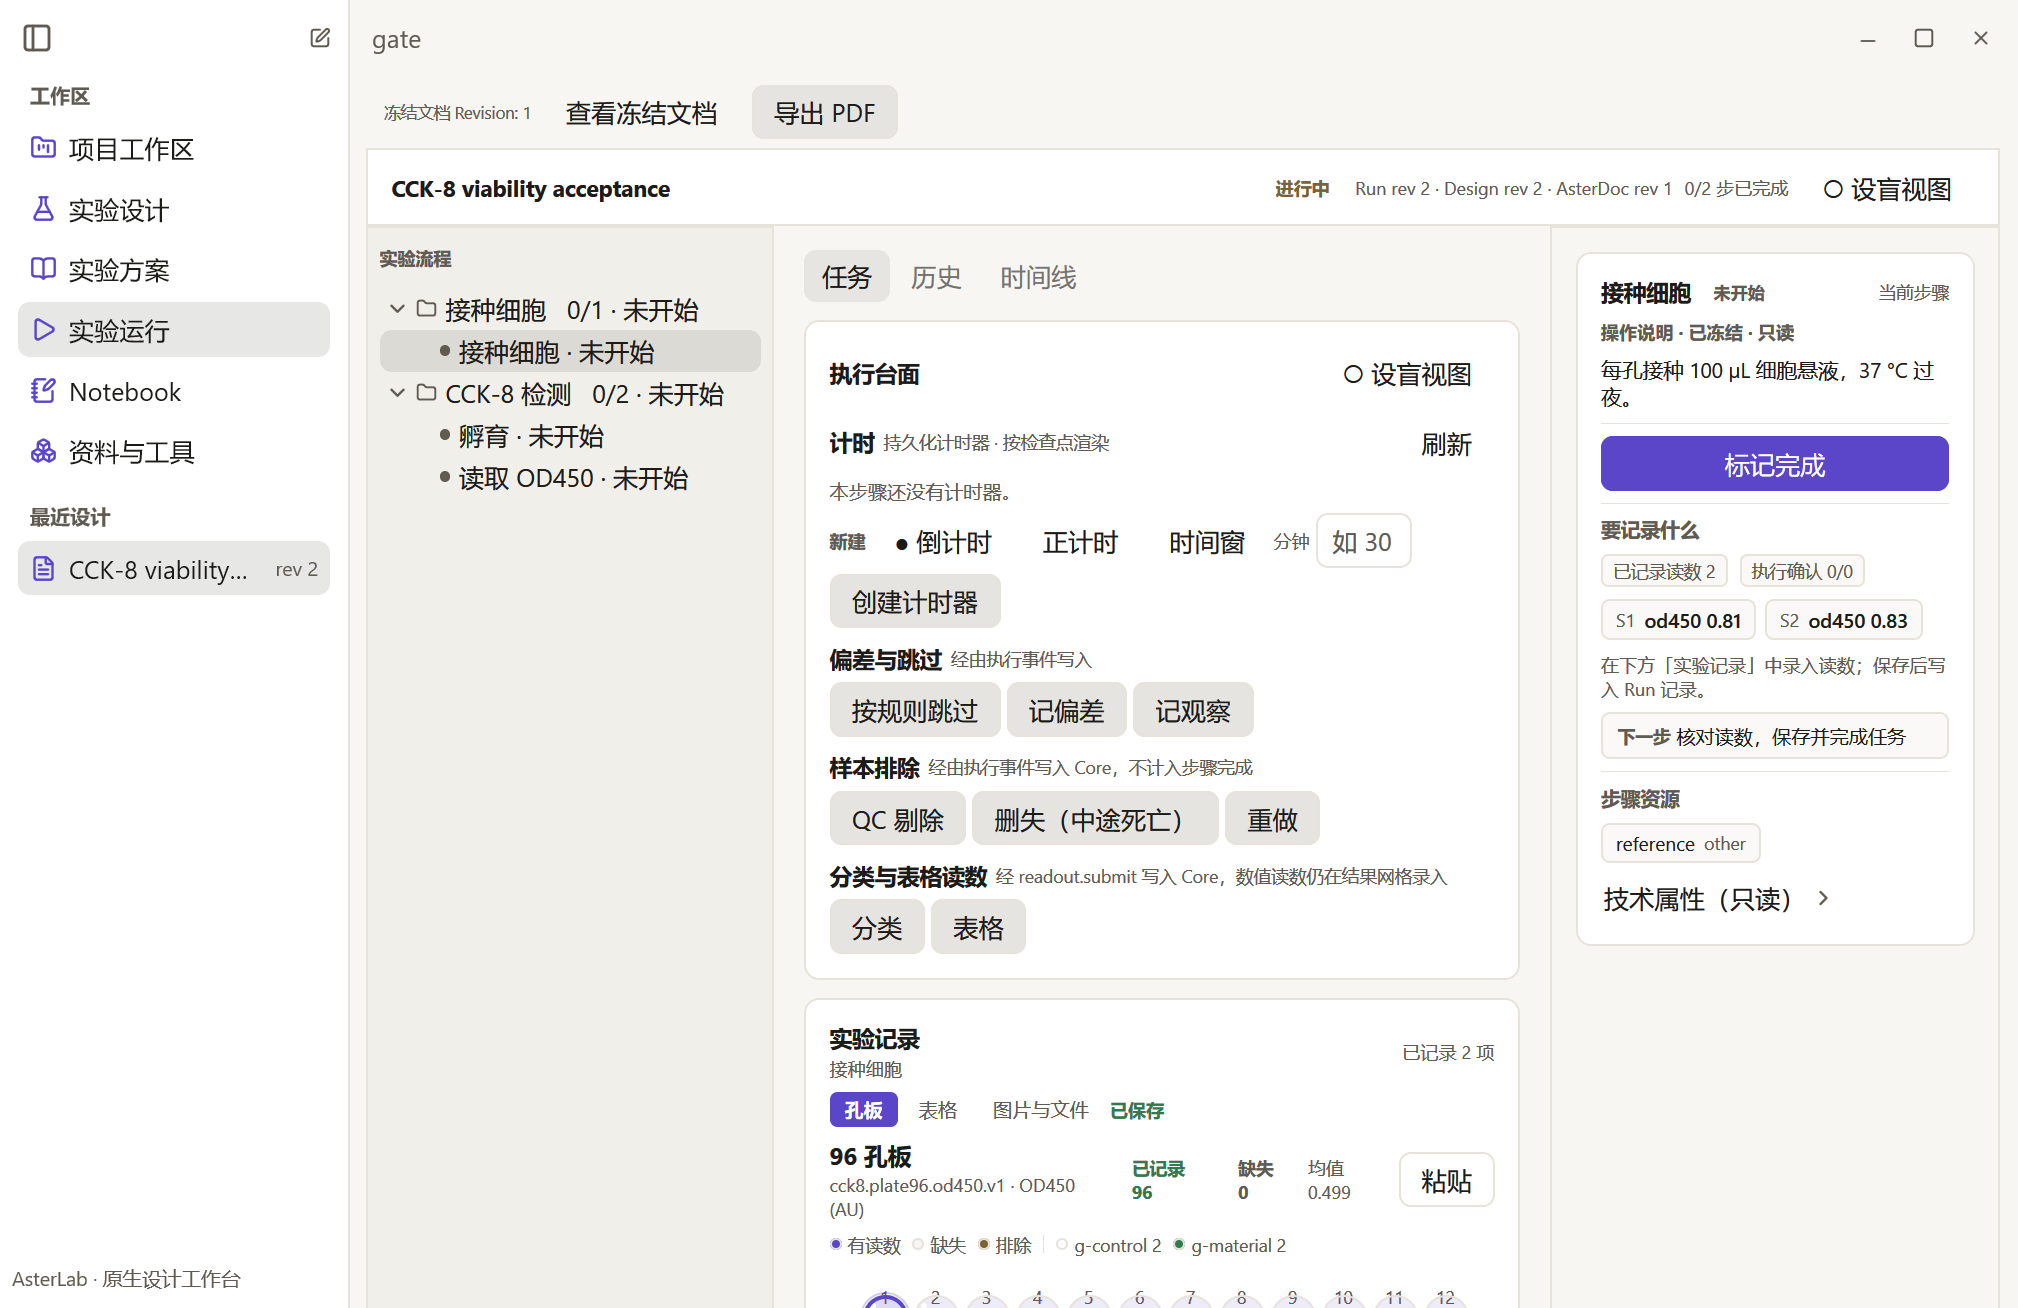 gate
工作区
项目工作区
实验设计
实验方案
实验运行
Notebook
资料与工具
最近设计
CCK-8 viability... rev 2
AsterLab · 原生设计工作台
冻结文档 Revision: 1 查看冻结文档 导出 PDF
CCK-8 viability acceptance 进行中 Run rev 2 · Design rev 2 · AsterDoc rev 1 0/2 步已完成 设盲视图
实验流程
接种细胞 0/1 · 未开始
接种细胞 · 未开始
CCK-8 检测 0/2 · 未开始
孵育 · 未开始
读取 OD450 · 未开始
任务 历史 时间线
执行台面 设盲视图
计时 持久化计时器 · 按检查点渲染 刷新
本步骤还没有计时器。
新建 ● 倒计时 正计时 时间窗 分钟 如 30
创建计时器
偏差与跳过 经由执行事件写入
按规则跳过 记偏差 记观察
样本排除 经由执行事件写入 Core，不计入步骤完成
QC 剔除 删失（中途死亡） 重做
分类与表格读数 经 readout.submit 写入 Core，数值读数仍在结果网格录入
分类 表格
实验记录
接种细胞
已记录 2 项
孔板 表格 图片与文件 已保存
96 孔板
cck8.plate96.od450.v1 · OD450
(AU)
已记录 缺失 均值
96 0 0.499
粘贴
有读数 缺失 排除 g-control 2 g-material 2
1 2 3 4 5 6 7 8 9 10 11 12
接种细胞 未开始 当前步骤
操作说明 · 已冻结 · 只读
每孔接种 100 μL 细胞悬液，37 °C 过
夜。
标记完成
要记录什么
已记录读数 2 执行确认 0/0
S1 od450 0.81 S2 od450 0.83
在下方「实验记录」中录入读数；保存后写
入 Run 记录。
下一步 核对读数，保存并完成任务
步骤资源
reference other
技术属性（只读）